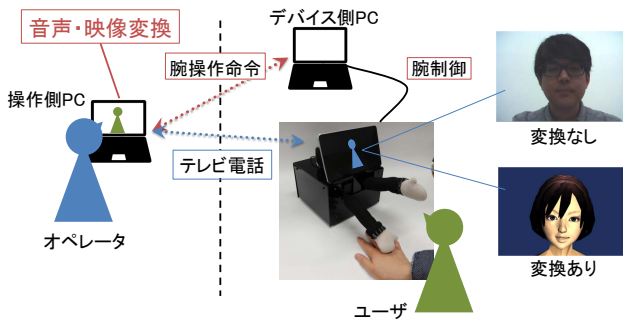 音声・映像変換
デバイス側PC
腕操作命令
腕制御
操作側PC
テレビ電話
変換なし
オペレータ
変換あり
ユーザ